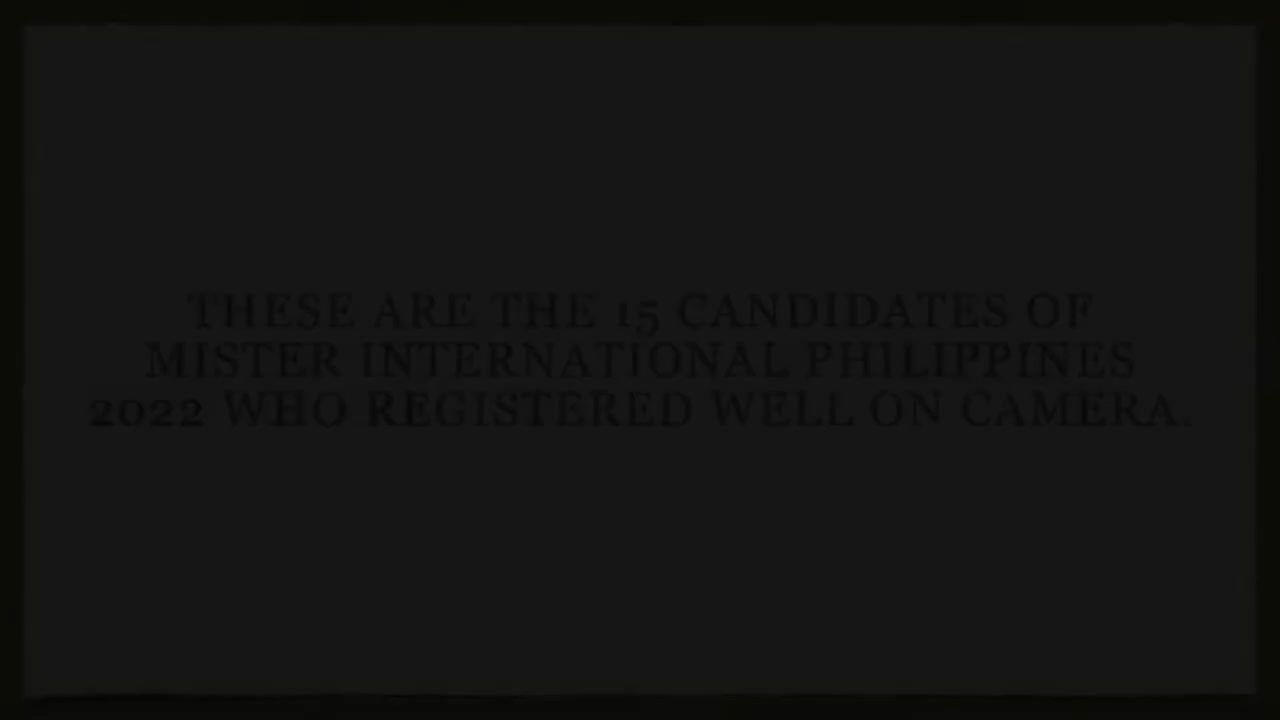 THESE ARE THE 15 CANDIDATES OF
MISTER INTERNATIONAL PHILIPPINES
2022 WHO REGISTERED WELL ON CAMERA.